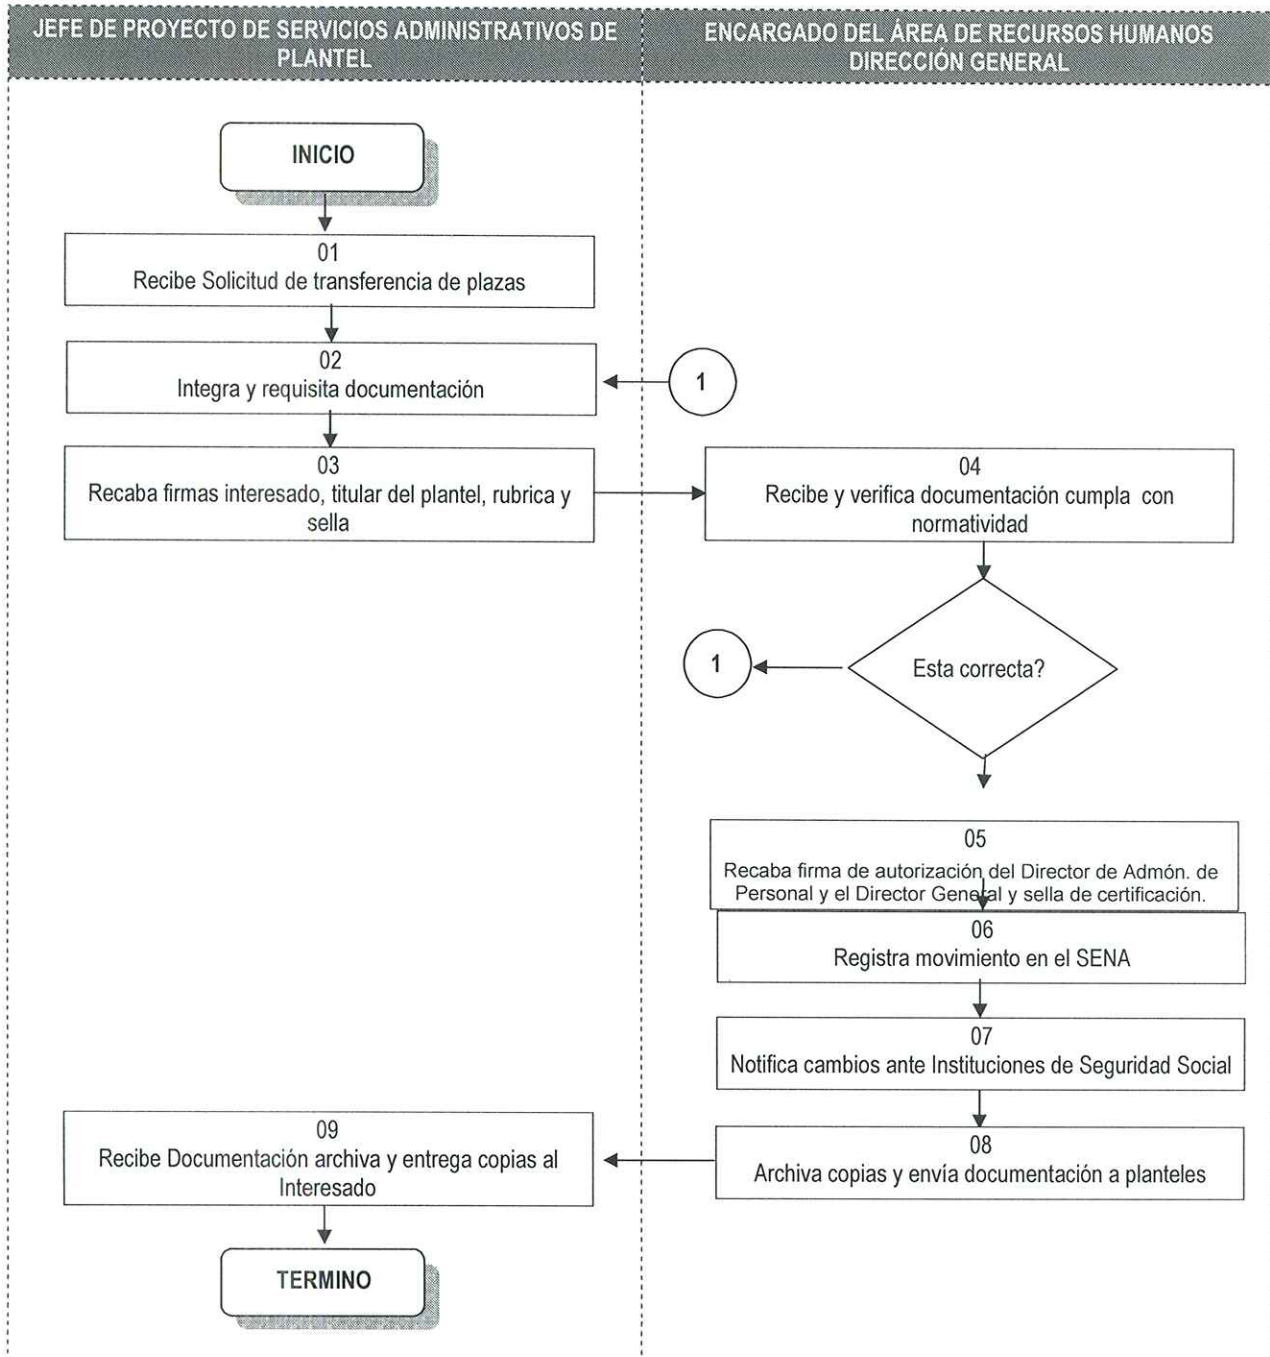 JEFE DE PROYECTO DE SERVICIOS ADMINISTRATIVOS DE
PLANTEL
ENCARGADO DEL ÁREA DE RECURSOS HUMANOS
DIRECCIÓN GENERAL
INICIO
01
Recibe Solicitud de transferencia de plazas
02
Integra y requisita documentación
1
03
Recaba firmas interesado, titular del plantel, rubrica y
sella
04
Recibe y verifica documentación cumpla con
normatividad
1
Esta correcta?
05
Recaba firma de autorización del Director de Admón. de
Personal y el Director General y sella de certificación.
06
Registra movimiento en el SENA
07
Notifica cambios ante Instituciones de Seguridad Social
08
Archiva copias y envía documentación a planteles
09
Recibe Documentación archiva y entrega copias al
Interesado
TERMINO